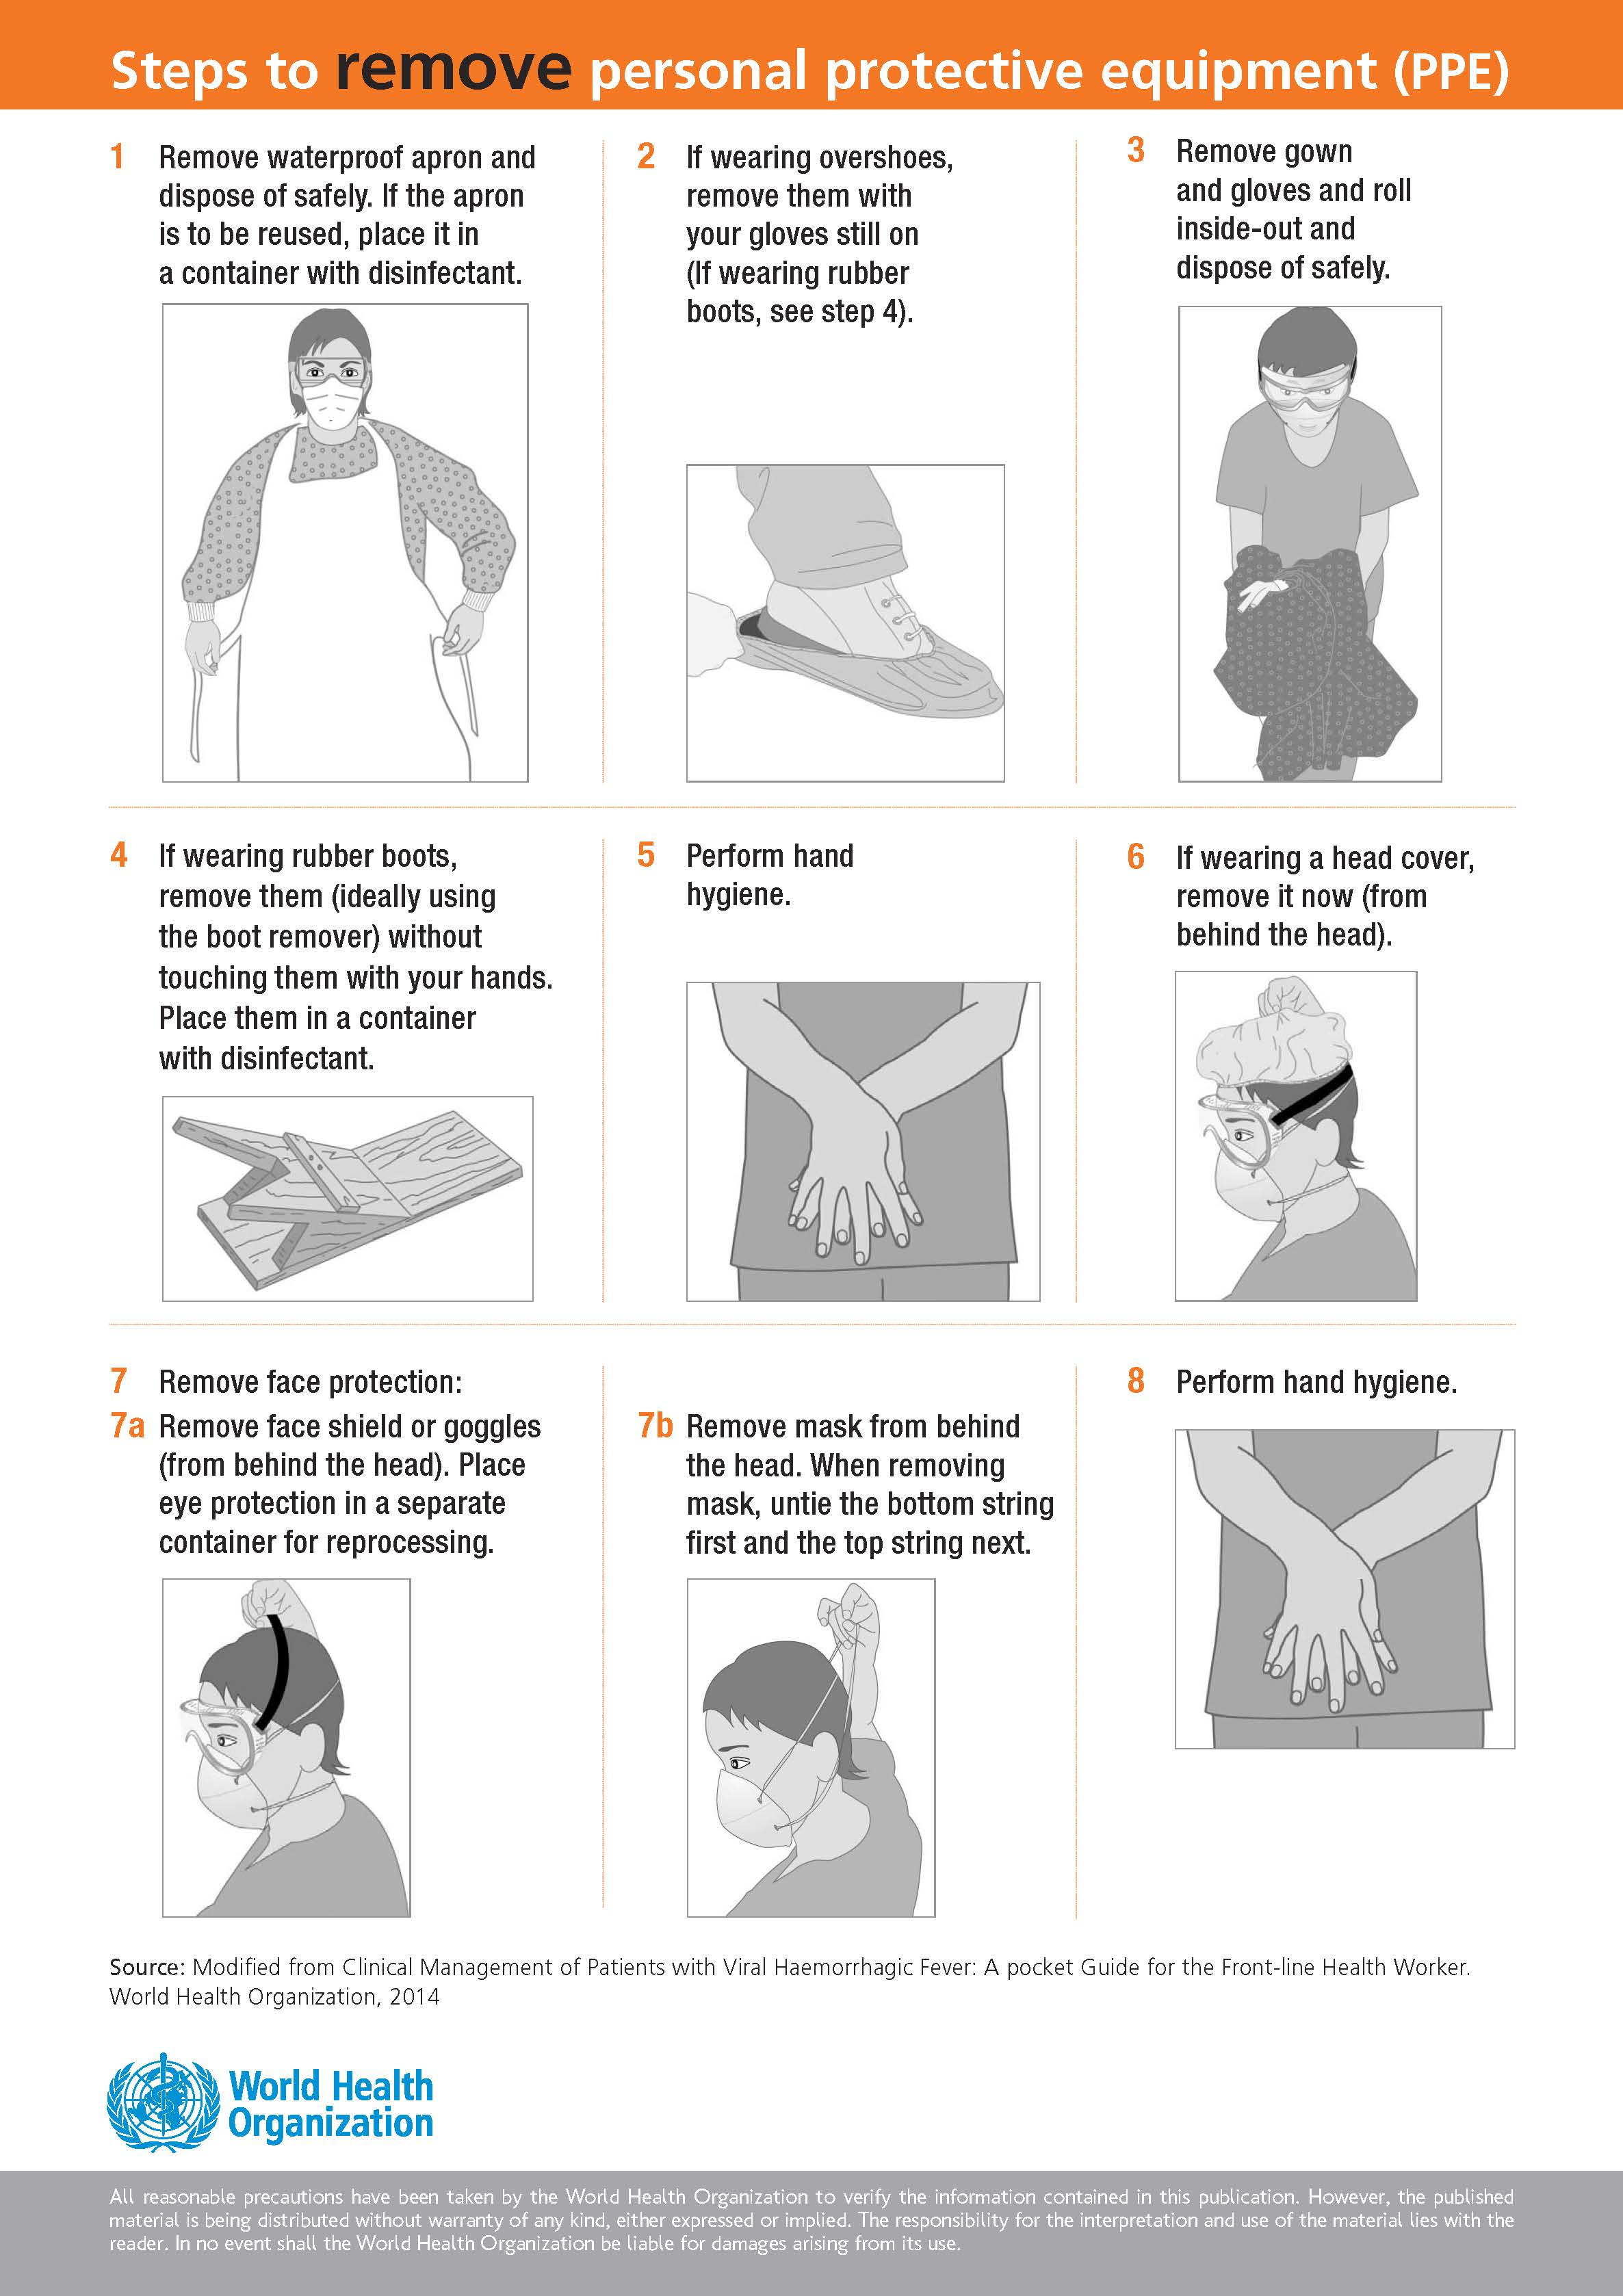 Steps to remove personal protective equipment (PPE)
1 Remove waterproof apron and
dispose of safely. If the apron
is to be reused, place it in
a container with disinfectant.
2 If wearing overshoes,
remove them with
your gloves still on
(If wearing rubber
boots, see step 4).
3 Remove gown
and gloves and roll
inside-out and
dispose of safely.
4 If wearing rubber boots,
remove them (ideally using
the boot remover) without
touching them with your hands.
Place them in a container
with disinfectant.
5 Perform hand
hygiene.
6 If wearing a head cover,
remove it now (from
behind the head).
7 Remove face protection:
7a Remove face shield or goggles
(from behind the head). Place
eye protection in a separate
container for reprocessing.
7b Remove mask from behind
the head. When removing
mask, untie the bottom string
first and the top string next.
8 Perform hand hygiene.
Source: Modified from Clinical Management of Patients with Viral Haemorrhagic Fever: A pocket Guide for the Front-line Health Worker.
World Health Organization, 2014
World Health
Organization
All reasonable precautions have been taken by the World Health Organization to verify the information contained in this publication. However, the published
material is being distributed without warranty of any kind, either expressed or implied. The responsibility for the interpretation and use of the material lies with the
reader. In no event shall the World Health Organization be liable for damages arising from its use.